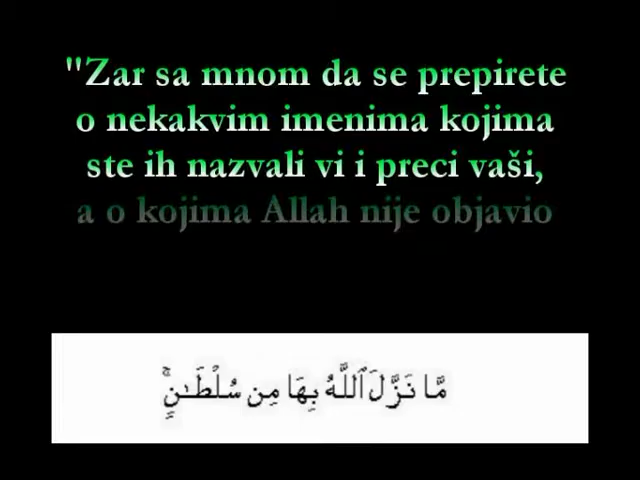 "Zar sa mnom da se prepirete
o nekakvim imenima kojima
ste ih nazvali vi i preci vaši,
a o kojima Allah nije objavio
مَّا نَزَّلَ ٱللَّهُ بِهَا مِن سُلْطَـٰنٍۢ ۚ